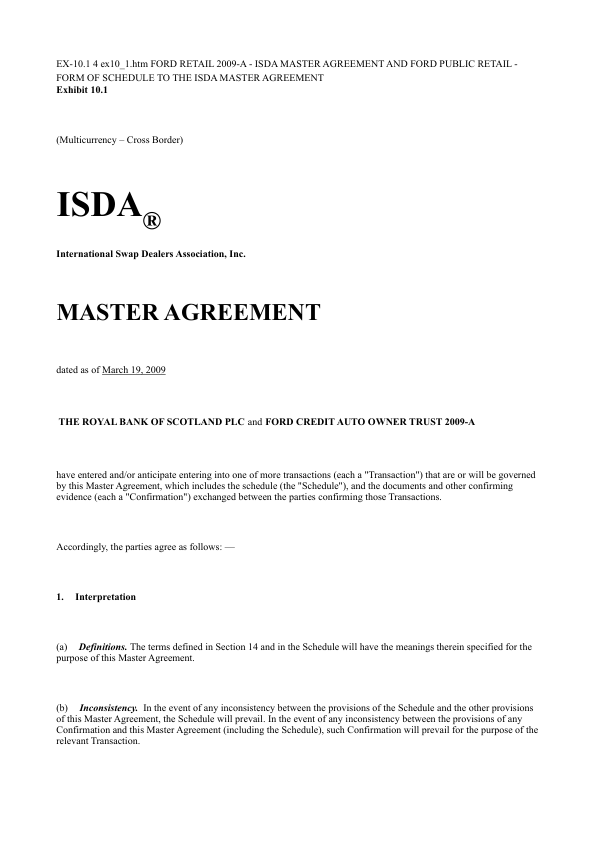 EX-10.1 4 ex10_1.htm FORD RETAIL 2009-A - ISDA MASTER AGREEMENT AND FORD PUBLIC RETAIL -
FORM OF SCHEDULE TO THE ISDA MASTER AGREEMENT
Exhibit 10.1
(Multicurrency – Cross Border)
ISDA®
International Swap Dealers Association, Inc.
MASTER AGREEMENT
dated as of March 19, 2009
THE ROYAL BANK OF SCOTLAND PLC and FORD CREDIT AUTO OWNER TRUST 2009-A
have entered and/or anticipate entering into one of more transactions (each a "Transaction") that are or will be governed
by this Master Agreement, which includes the schedule (the "Schedule"), and the documents and other confirming
evidence (each a "Confirmation") exchanged between the parties confirming those Transactions.
Accordingly, the parties agree as follows: —
1. Interpretation
(a) Definitions. The terms defined in Section 14 and in the Schedule will have the meanings therein specified for the
purpose of this Master Agreement.
(b) Inconsistency. In the event of any inconsistency between the provisions of the Schedule and the other provisions
of this Master Agreement, the Schedule will prevail. In the event of any inconsistency between the provisions of any
Confirmation and this Master Agreement (including the Schedule), such Confirmation will prevail for the purpose of the
relevant Transaction.